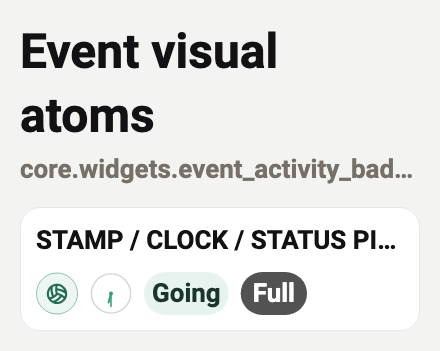 Event visual
atoms
core.widgets.event_activity_bad…
STAMP / CLOCK / STATUS PI…
Going Full